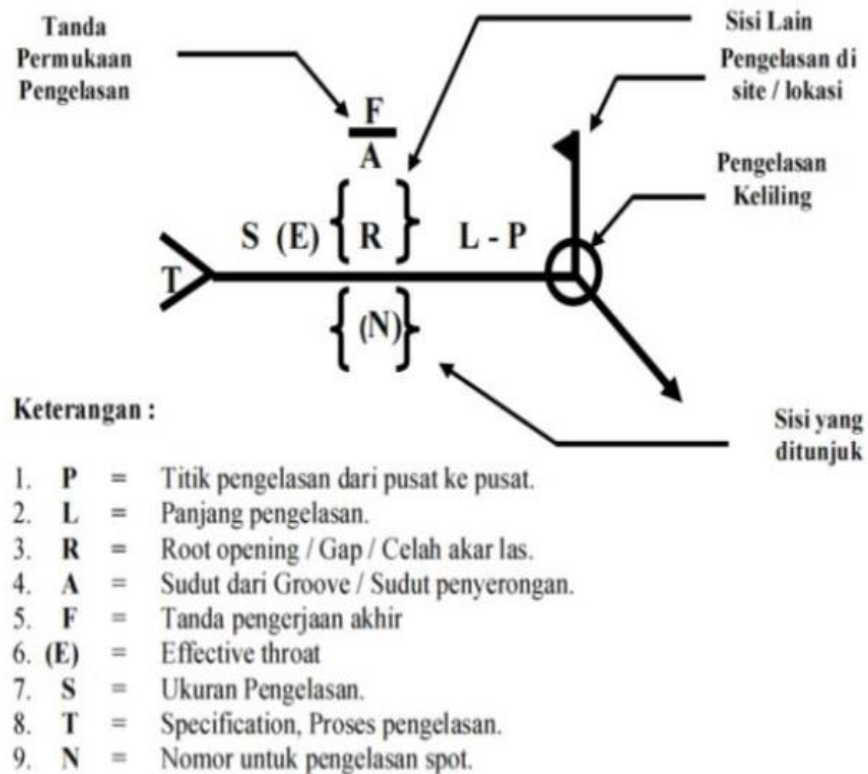 Tanda
Permukaan
Pengelasan
Sisi Lain
Pengelasan di
site / lokasi
Pengelasan
Keliling
F
A
S (E) { R } L - P
T
{ (N) }
Sisi yang
ditunjuk
Keterangan :
1. P = Titik pengelasan dari pusat ke pusat.
2. L = Panjang pengelasan.
3. R = Root opening / Gap / Celah akar las.
4. A = Sudut dari Groove / Sudut penyerongan.
5. F = Tanda pengerjaan akhir
6. (E) = Effective throat
7. S = Ukuran Pengelasan.
8. T = Specification, Proses pengelasan.
9. N = Nomor untuk pengelasan spot.